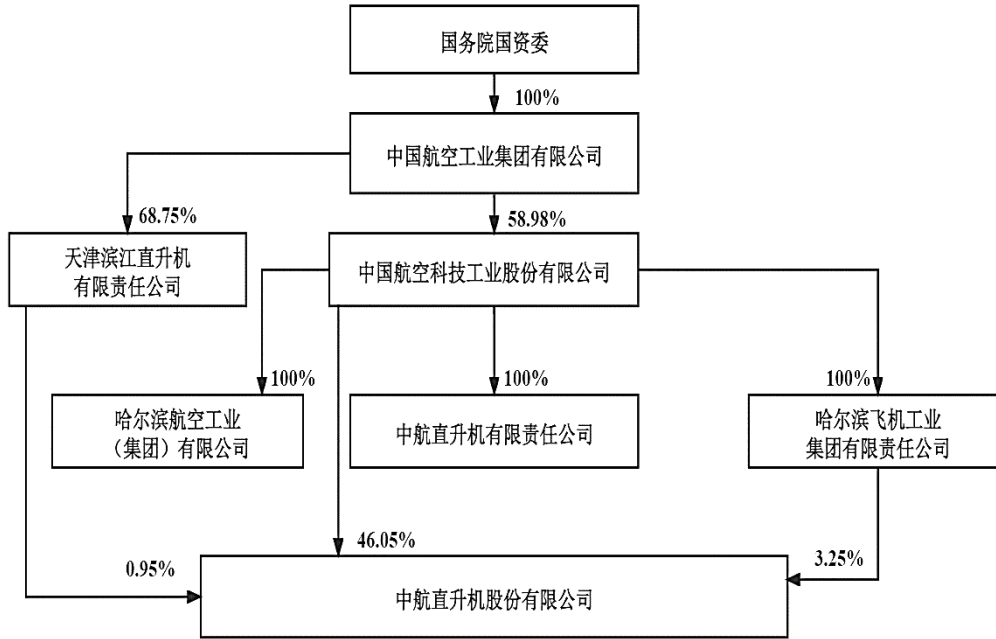 国务院国资委
100%
中国航空工业集团有限公司
68.75%
58.98%
天津滨江直升机
有限责任公司
中国航空科技工业股份有限公司
100%
100%
100%
哈尔滨航空工业
（集团）有限公司
中航直升机有限责任公司
哈尔滨飞机工业
集团有限责任公司
46.05%
0.95%
3.25%
中航直升机股份有限公司